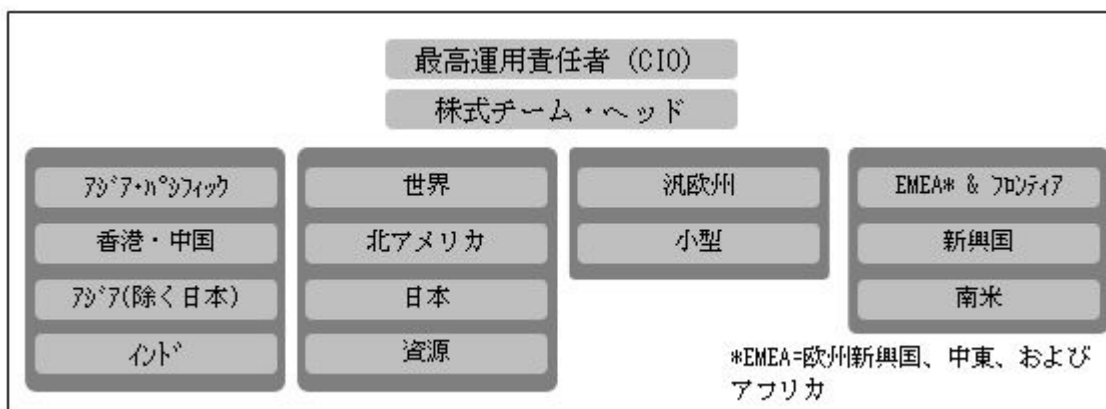 最高運用責任者 (CIO)
株式チーム・ヘッド
ｱｼﾞｱ・ﾊﾟｼﾌｨｯｸ
香港・中国
ｱｼﾞｱ(除く日本)
ｲﾝﾄﾞ
世界
北アメリカ
日本
資源
汎欧州
小型
EMEA* & ﾌﾛﾝﾃｨｱ
新興国
南米
*EMEA=欧州新興国、中東、および
アフリカ